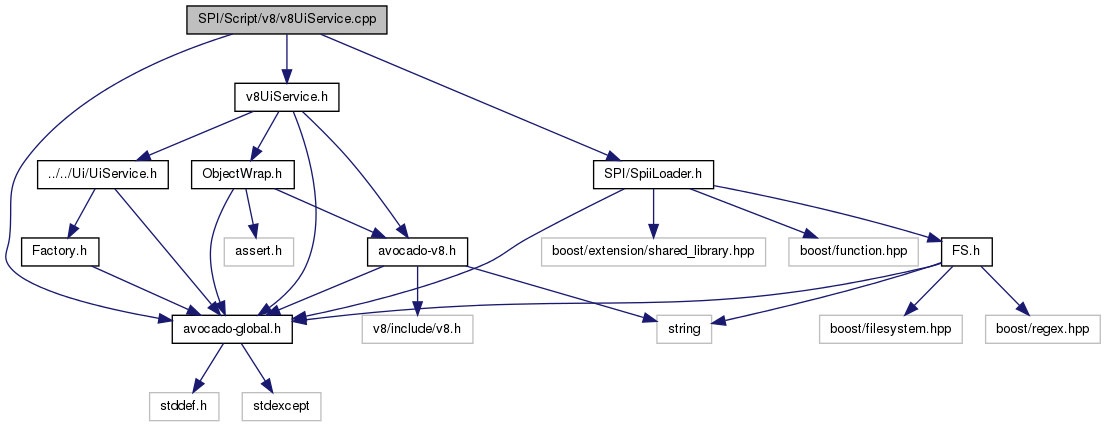 SPI/Script/v8/v8UiService.cpp
v8UiService.h
../../Ui/UiService.h
ObjectWrap.h
SPI/SpiiLoader.h
Factory.h
assert.h
avocado-v8.h
boost/extension/shared_library.hpp
boost/function.hpp
FS.h
avocado-global.h
v8/include/v8.h
string
boost/filesystem.hpp
boost/regex.hpp
stddef.h
stdexcept